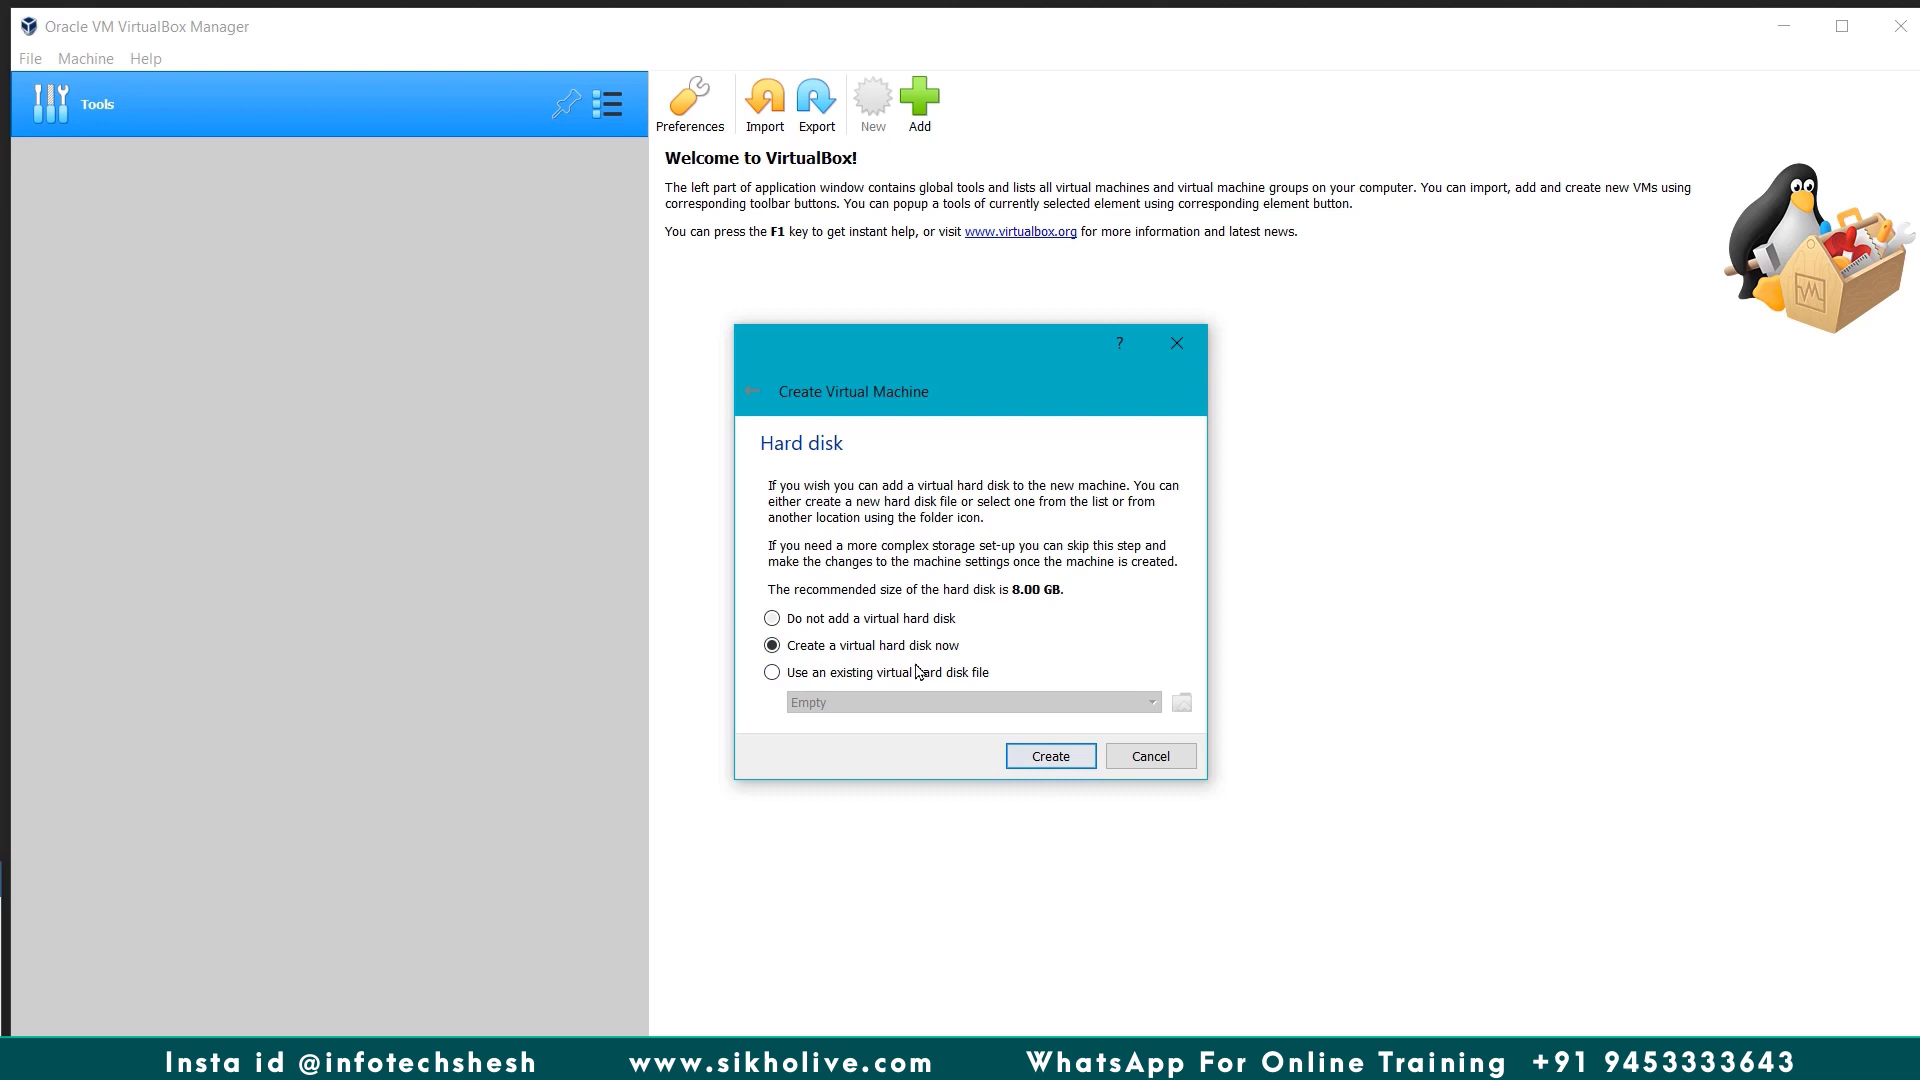 Oracle VM VirtualBox Manager
File Machine Help
Tools
Preferences Import Export New Add
Welcome to VirtualBox!
The left part of application window contains global tools and lists all virtual machines and virtual machine groups on your computer. You can import, add and create new VMs using
corresponding toolbar buttons. You can popup a tools of currently selected element using corresponding element button.
You can press the F1 key to get instant help, or visit www.virtualbox.org for more information and latest news.
?
Create Virtual Machine
Hard disk
If you wish you can add a virtual hard disk to the new machine. You can
either create a new hard disk file or select one from the list or from
another location using the folder icon.
If you need a more complex storage set-up you can skip this step and
make the changes to the machine settings once the machine is created.
The recommended size of the hard disk is 8.00 GB.
Do not add a virtual hard disk
Create a virtual hard disk now
Use an existing virtual hard disk file
Empty
Create Cancel
Insta id @infotechshesh www.sikholive.com WhatsApp For Online Training +91 9453333643